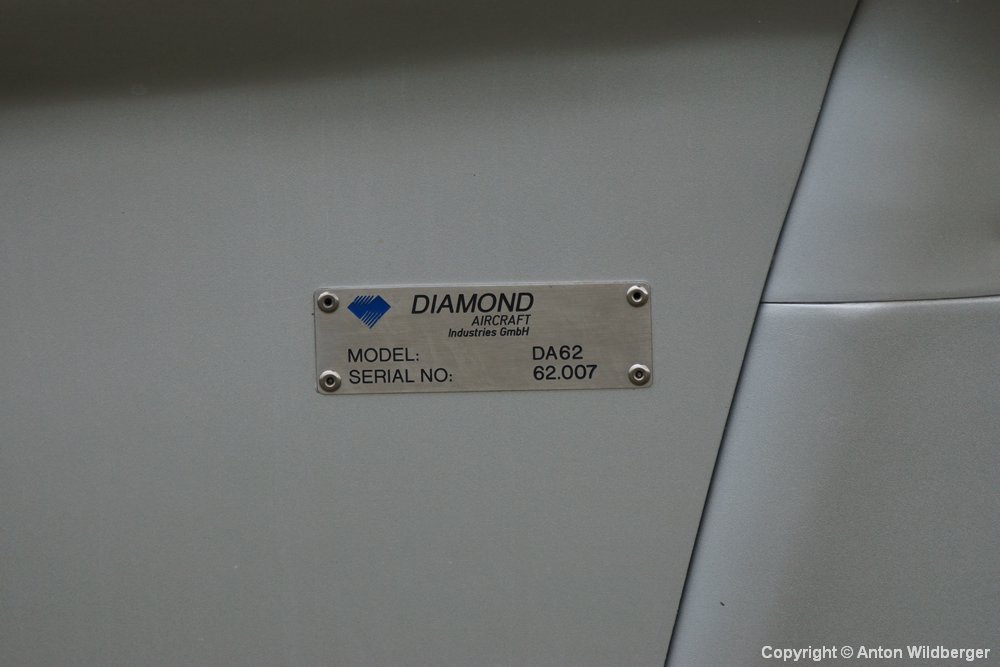 DIAMOND
AIRCRAFT
Industries GmbH
MODEL: DA62
SERIAL NO: 62.007
Copyright © Anton Wildberger